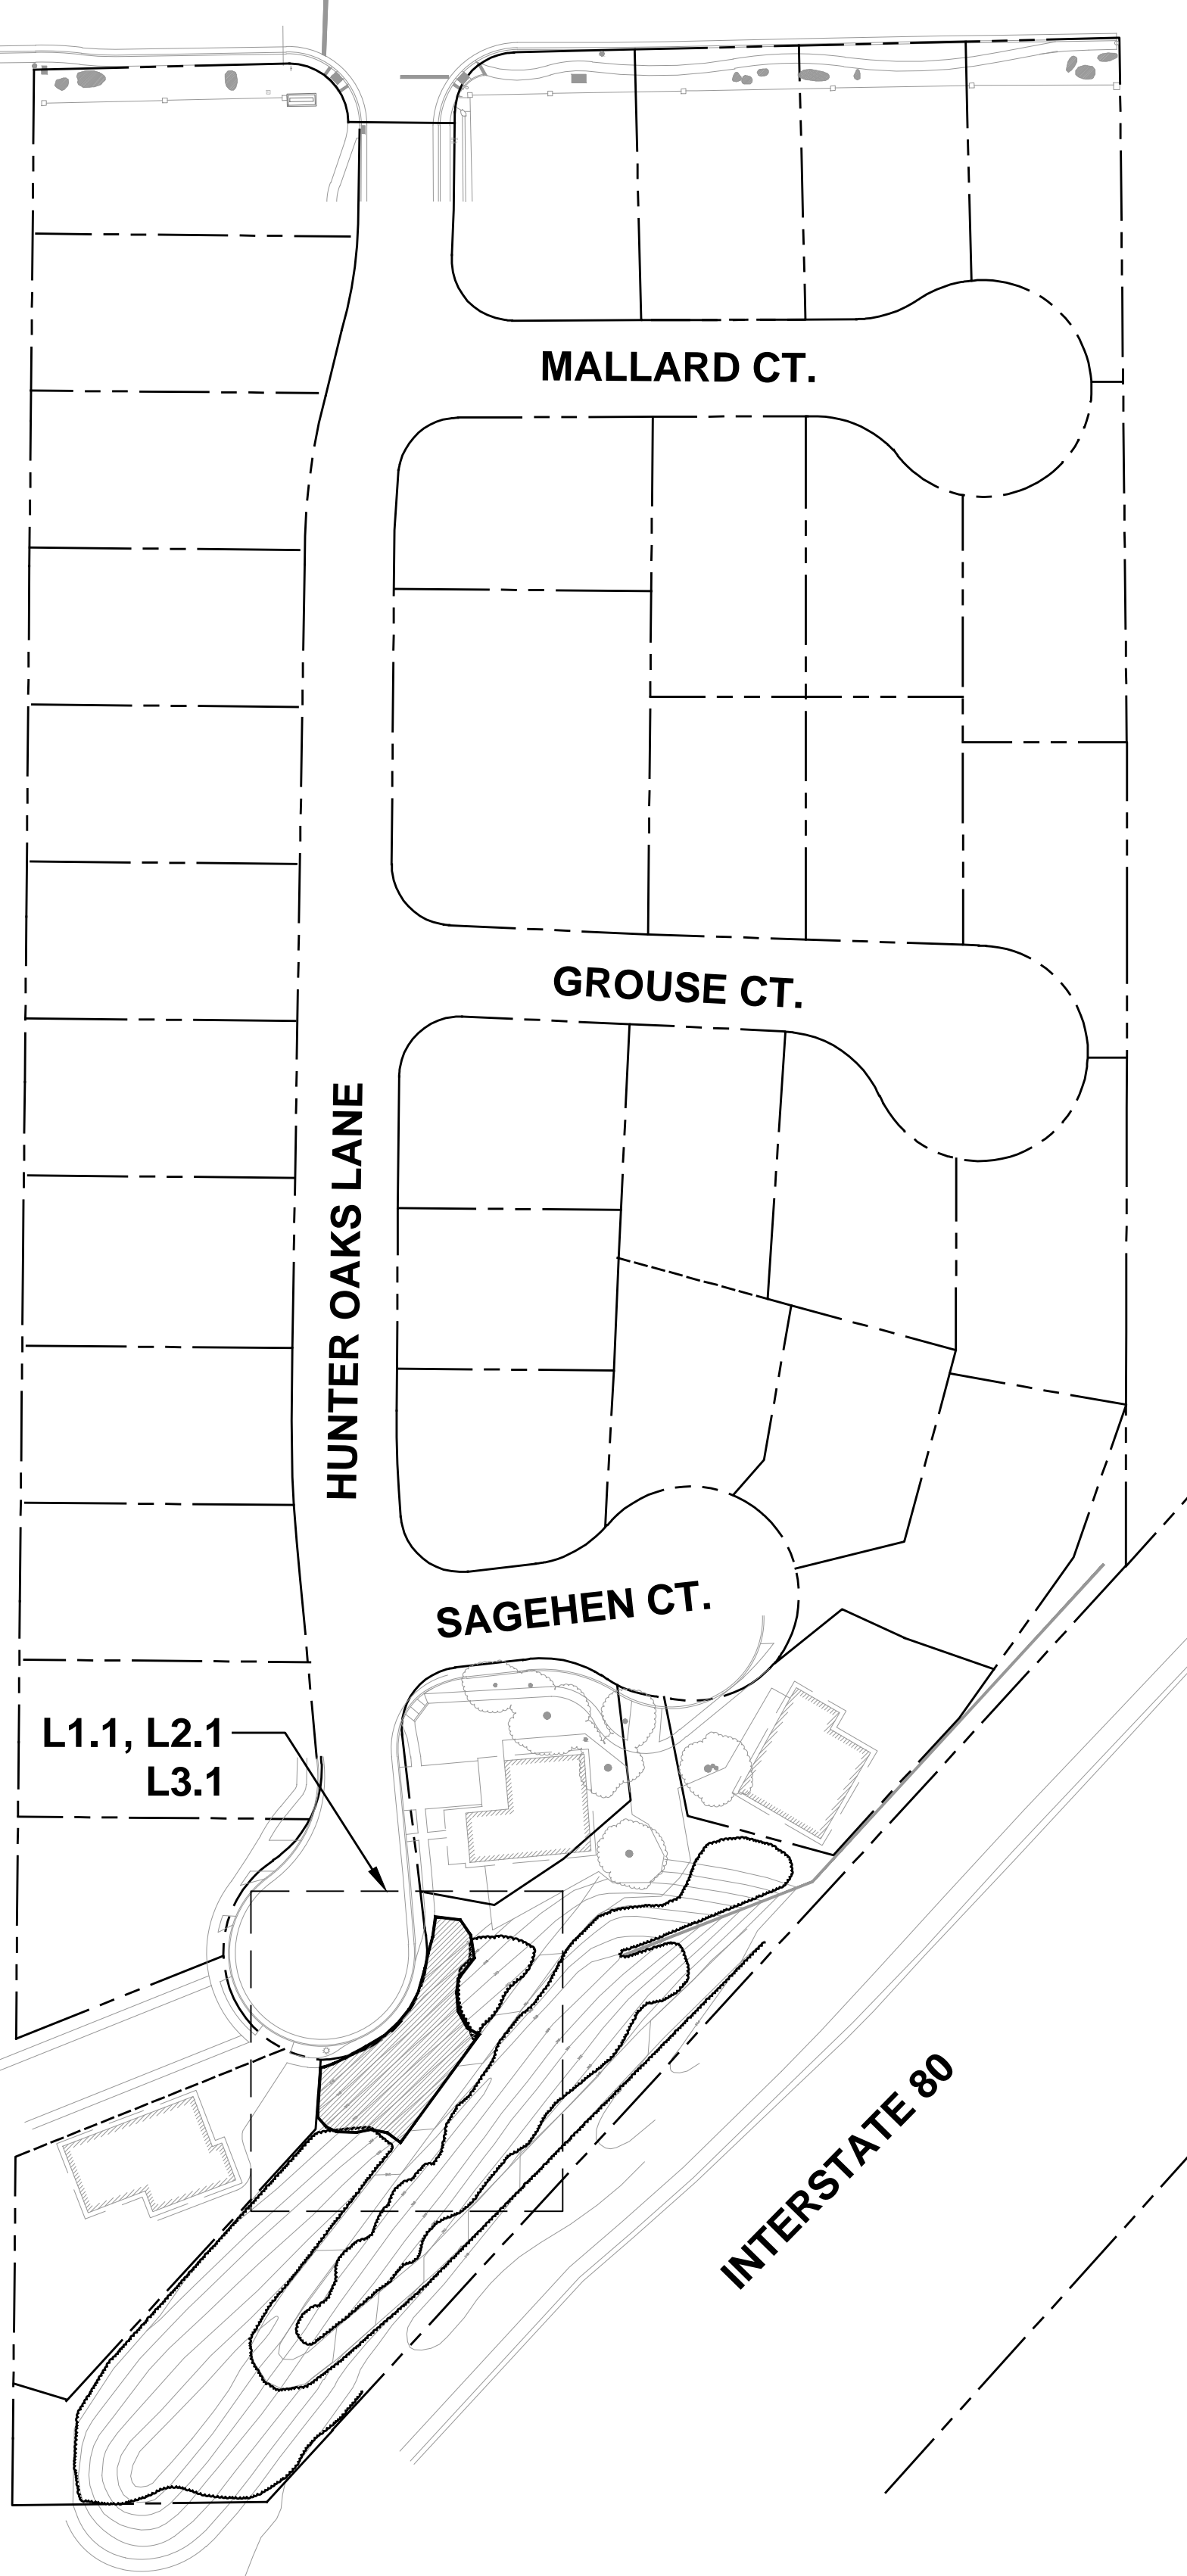 MALLARD CT.
GROUSE CT.
HUNTER OAKS LANE
SAGEHEN CT.
L1.1, L2.1
L3.1
INTERSTATE 80